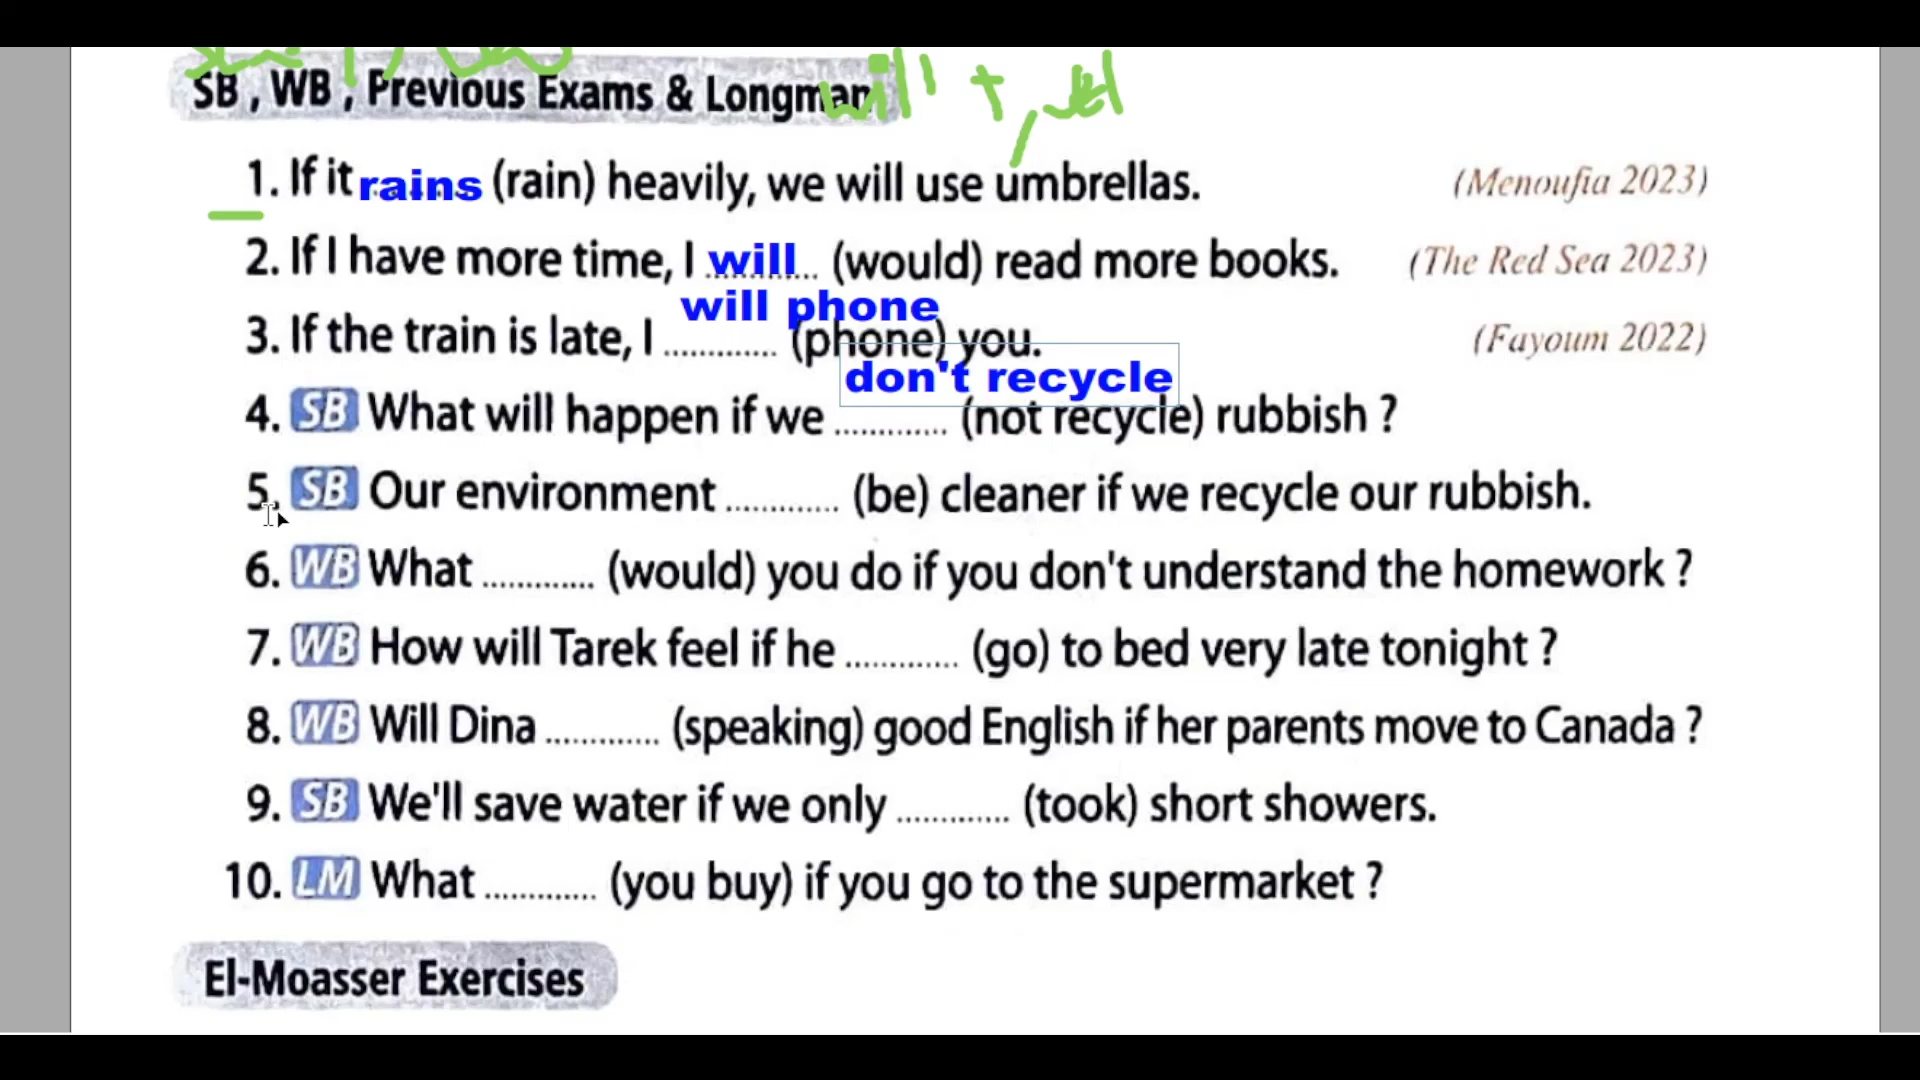 SB , WB , Previous Exams & Longman
will + مصدر
1. If it rains (rain) heavily, we will use umbrellas. (Menoufia 2023)
2. If I have more time, I will (would) read more books. (The Red Sea 2023)
will phone
3. If the train is late, I ............. (phone) you. (Fayoum 2022)
don't recycle
4. SB What will happen if we ............. (not recycle) rubbish ?
5. SB Our environment ............. (be) cleaner if we recycle our rubbish.
6. WB What ............. (would) you do if you don't understand the homework ?
7. WB How will Tarek feel if he ............. (go) to bed very late tonight ?
8. WB Will Dina ............. (speaking) good English if her parents move to Canada ?
9. SB We'll save water if we only ............. (took) short showers.
10. LM What ............. (you buy) if you go to the supermarket ?
El-Moasser Exercises